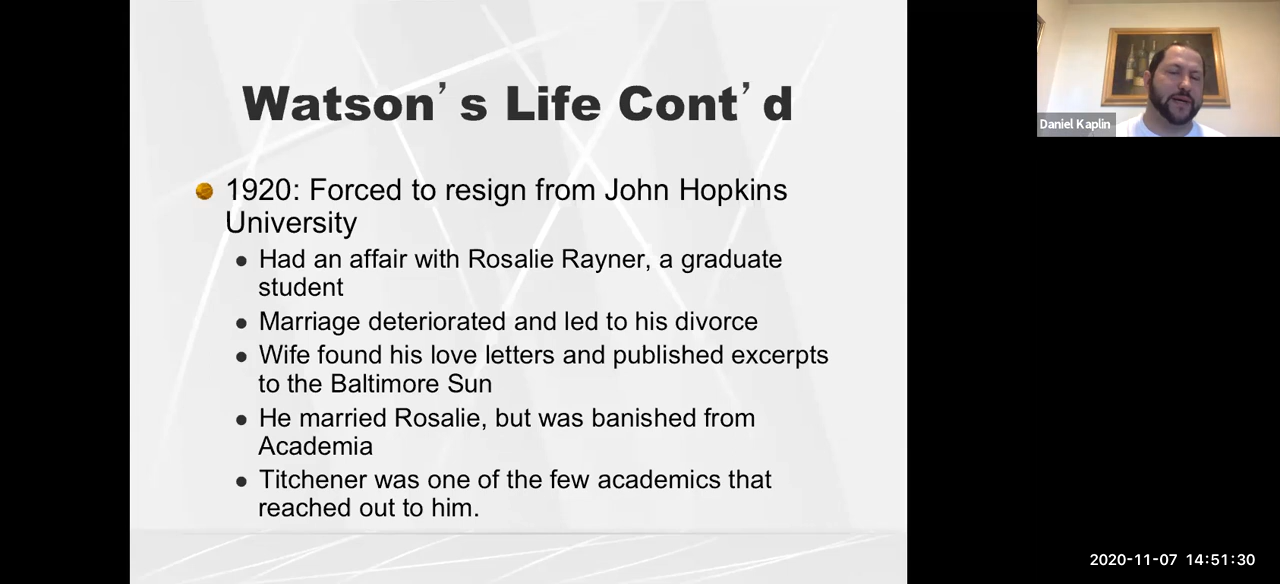 Watson’s Life Cont’d
1920: Forced to resign from John Hopkins
University
Had an affair with Rosalie Rayner, a graduate
student
Marriage deteriorated and led to his divorce
Wife found his love letters and published excerpts
to the Baltimore Sun
He married Rosalie, but was banished from
Academia
Titchener was one of the few academics that
reached out to him.
Daniel Kaplin
2020-11-07 14:51:30